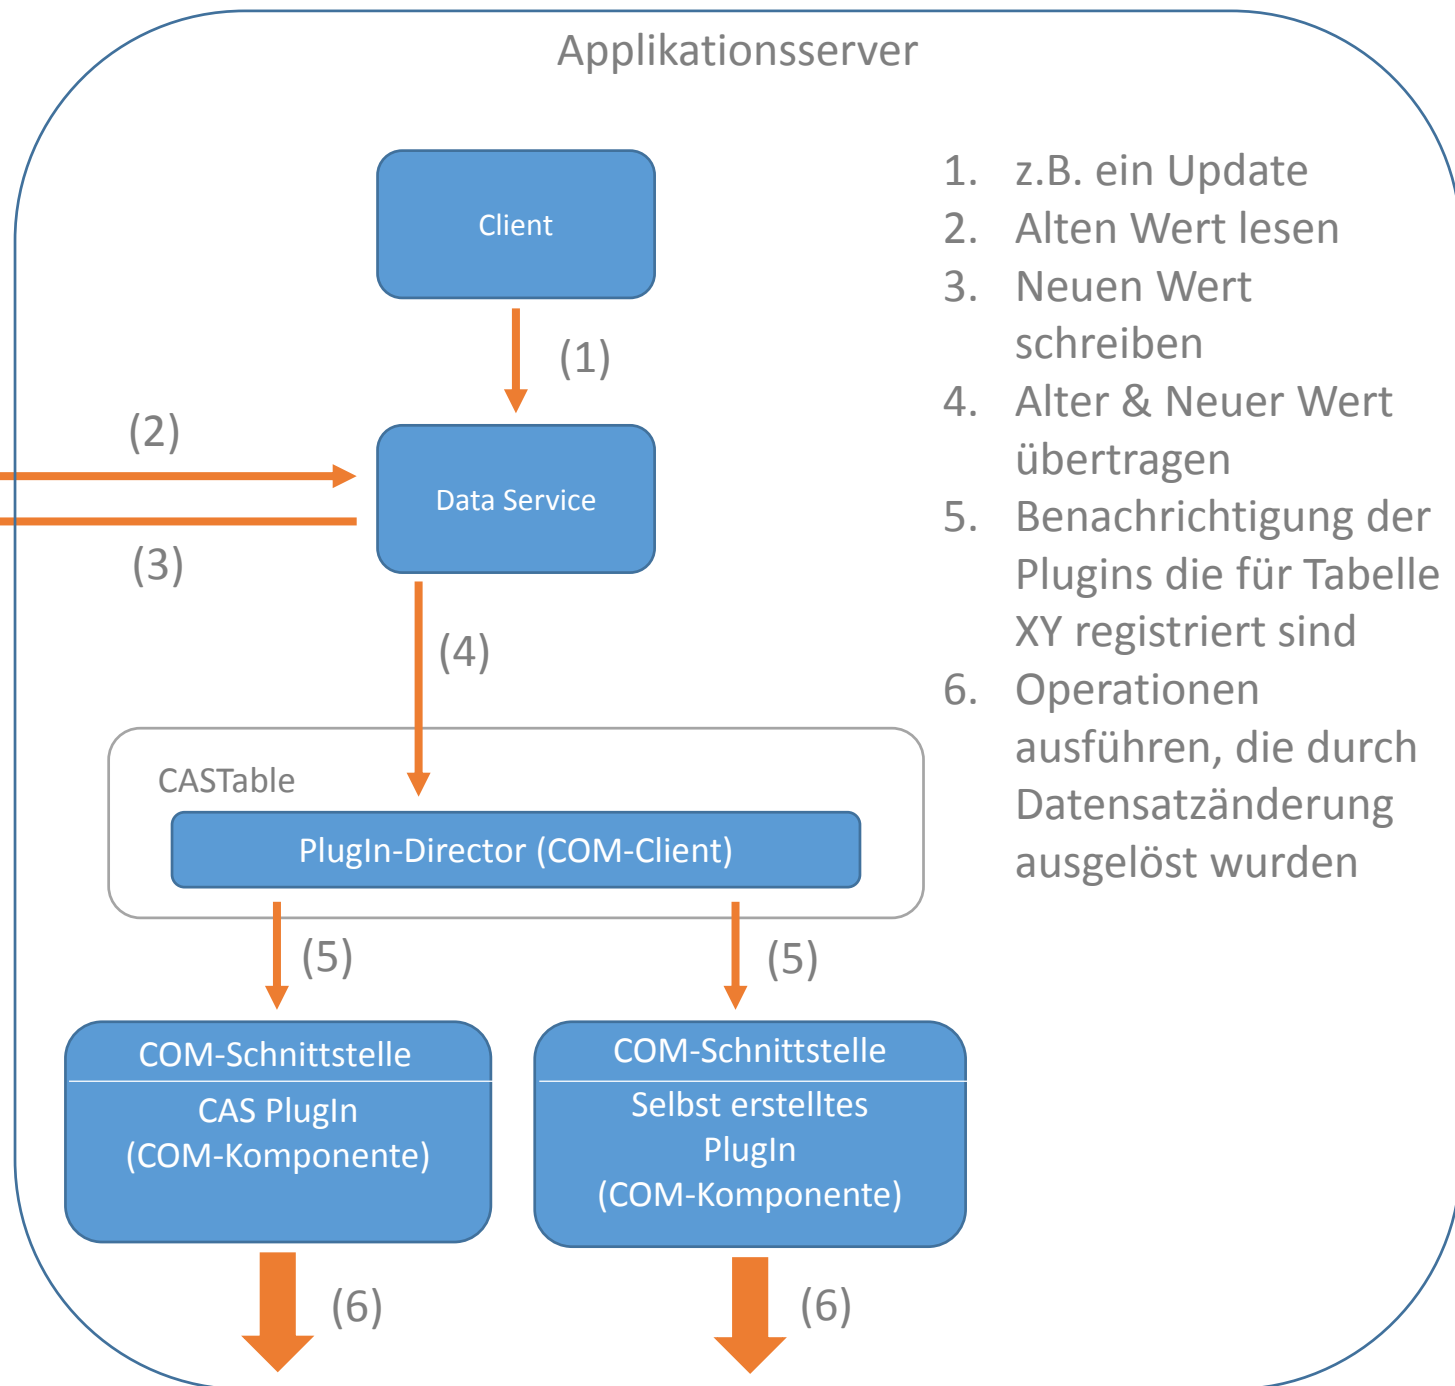 Applikationsserver
Client
(1)
(2)
Data Service
(3)
(4)
CASTable
PlugIn-Director (COM-Client)
(5)
(5)
COM-Schnittstelle
CAS PlugIn
(COM-Komponente)
COM-Schnittstelle
Selbst erstelltes
PlugIn
(COM-Komponente)
(6)
(6)
1. z.B. ein Update
2. Alten Wert lesen
3. Neuen Wert
schreiben
4. Alter & Neuer Wert
übertragen
5. Benachrichtigung der
Plugins die für Tabelle
XY registriert sind
6. Operationen
ausführen, die durch
Datensatzänderung
ausgelöst wurden